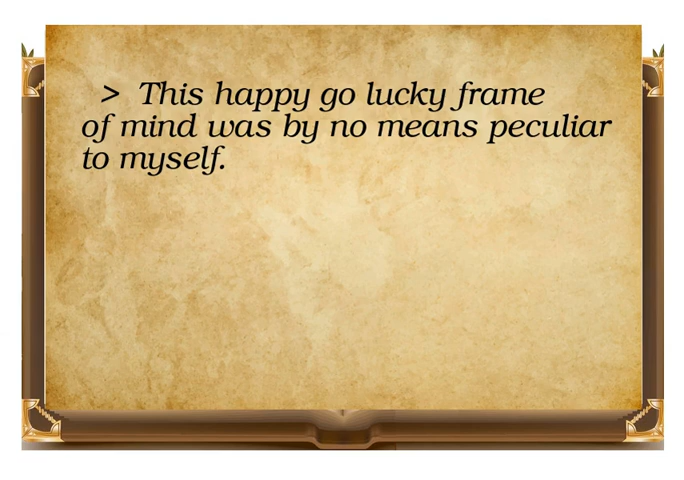 > This happy go lucky frame
of mind was by no means peculiar
to myself.